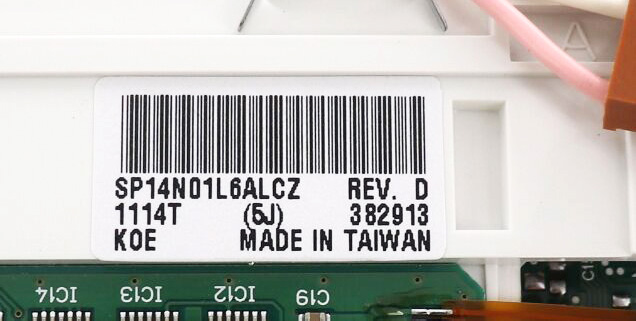 A
SP14N01L6ALCZ REV. D
1114T (5J) 382913
KOE MADE IN TAIWAN
IC14 IC13 IC12 C19